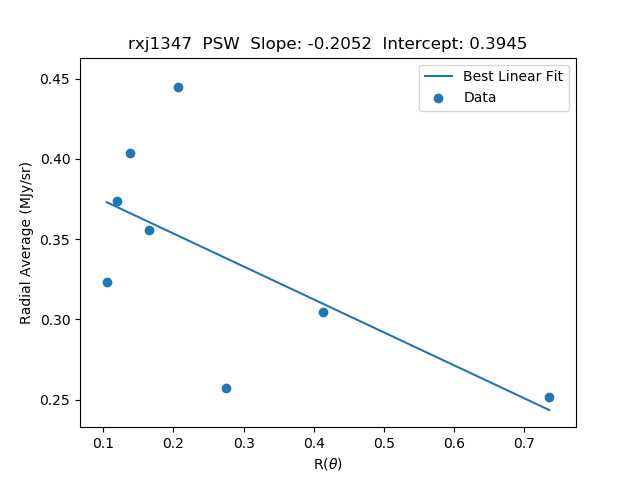 rxj1347  PSW  Slope: -0.2052  Intercept: 0.3945
Best Linear Fit
Data
Radial Average (MJy/sr)
0.45
0.40
0.35
0.30
0.25
0.1 0.2 0.3 0.4 0.5 0.6 0.7
R(θ)